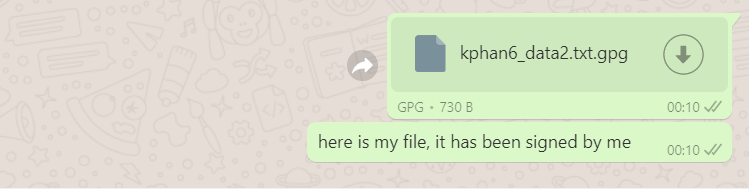 kphan6_data2.txt.gpg
GPG • 730 B 00:10
here is my file, it has been signed by me 00:10